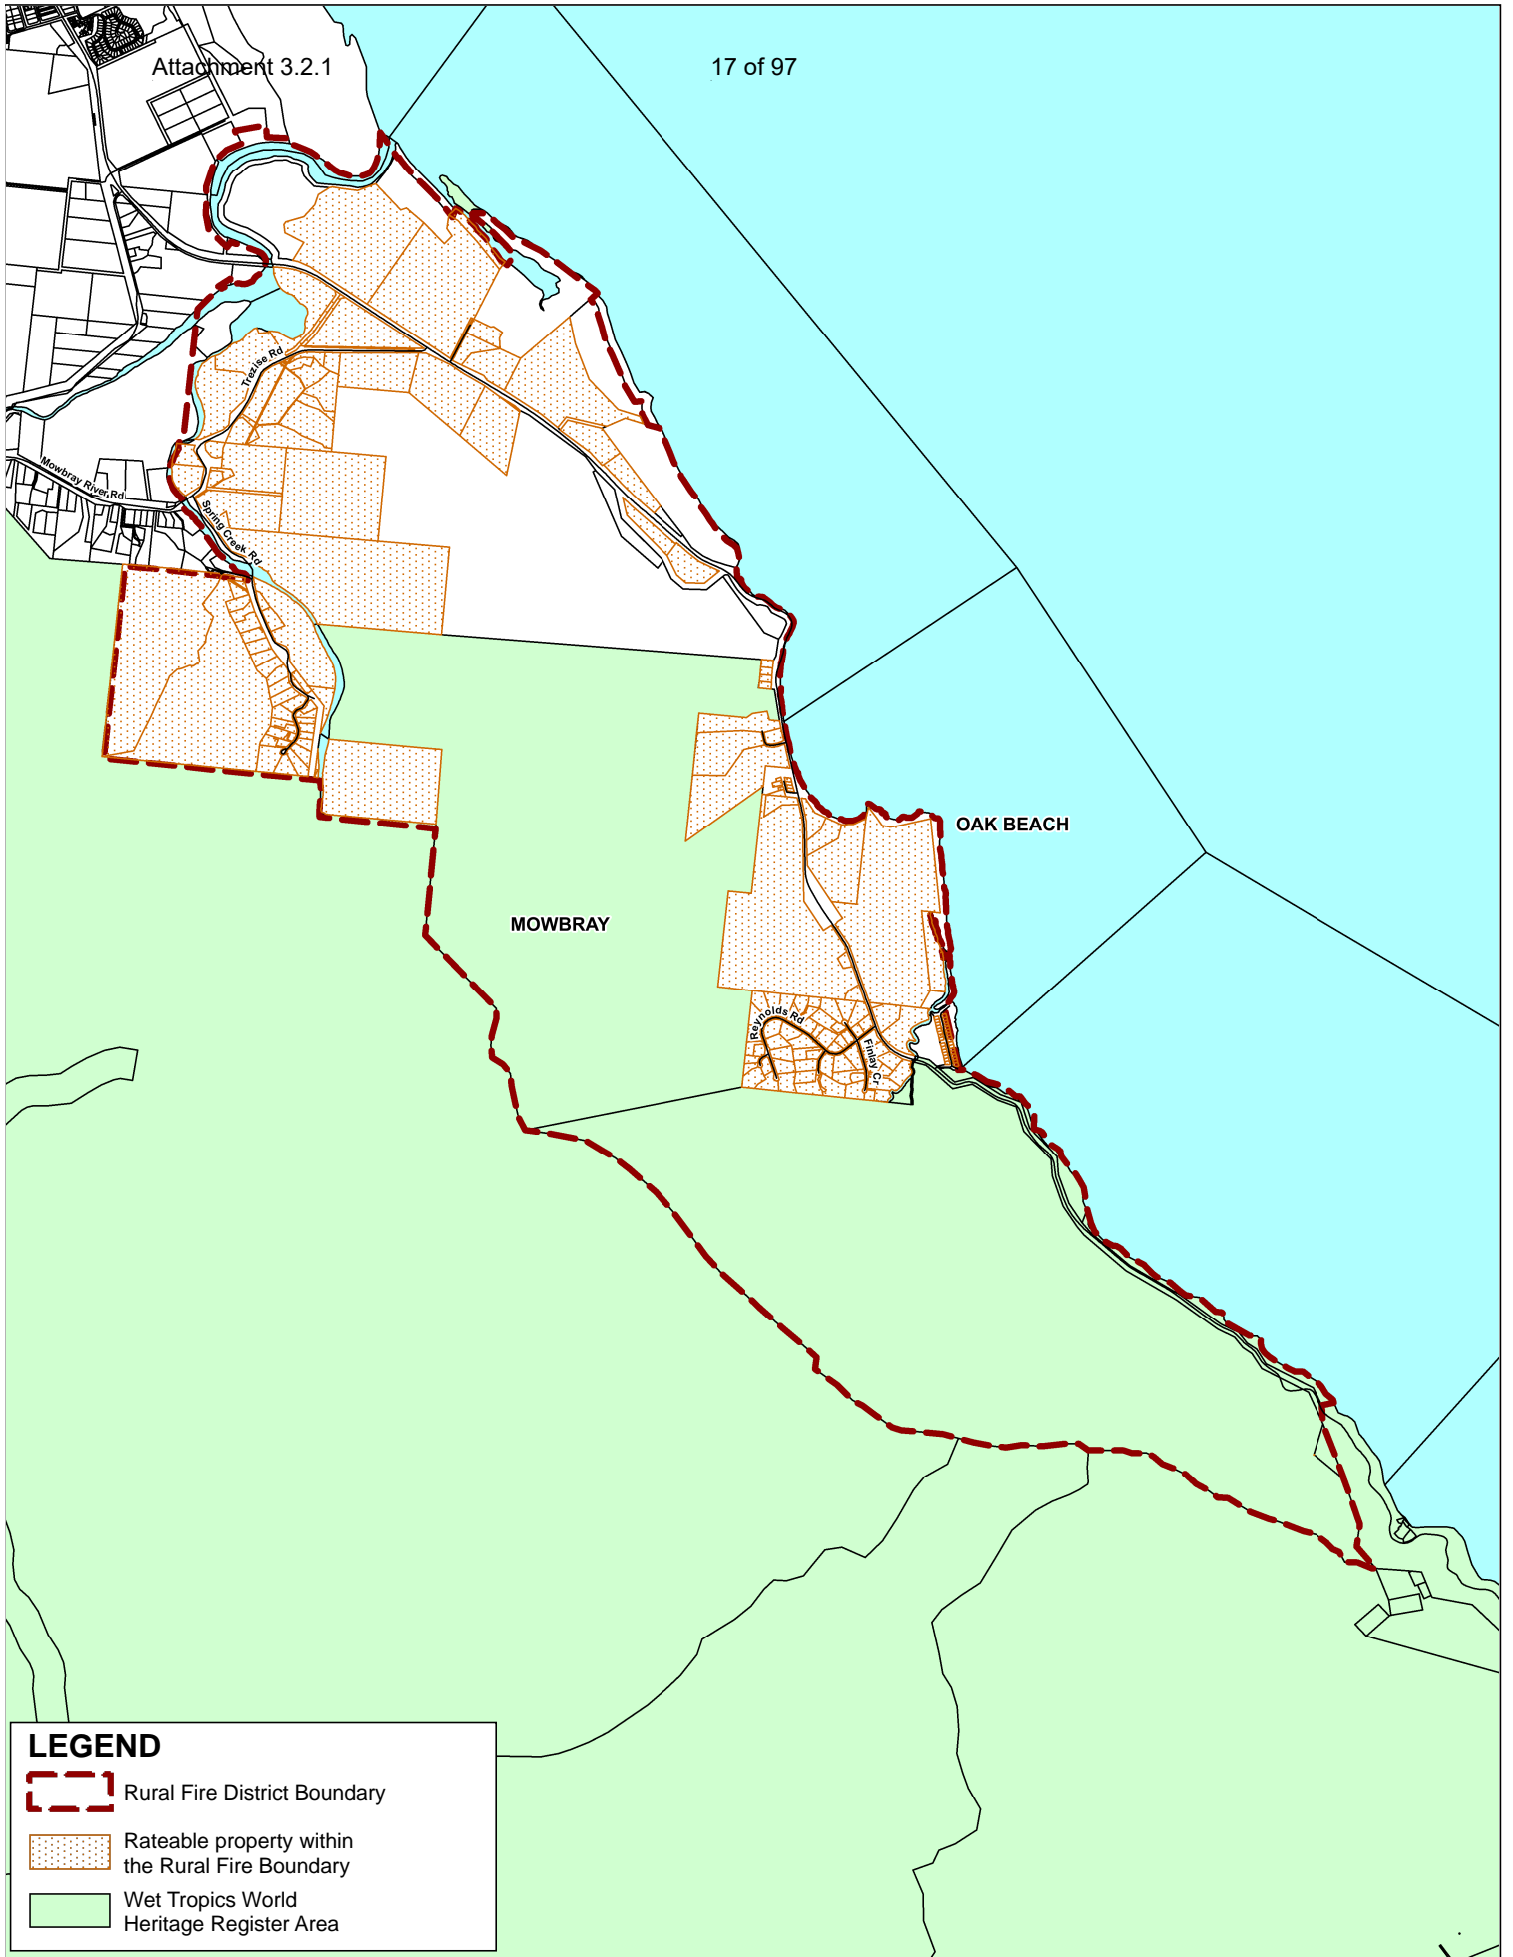 Attachment 3.2.1
17 of 97
Trezise Rd
Mowbray River Rd
Spring Creek Rd
OAK BEACH
MOWBRAY
Reynolds Rd
Finlay Cr
LEGEND
Rural Fire District Boundary
Rateable property within
the Rural Fire Boundary
Wet Tropics World
Heritage Register Area